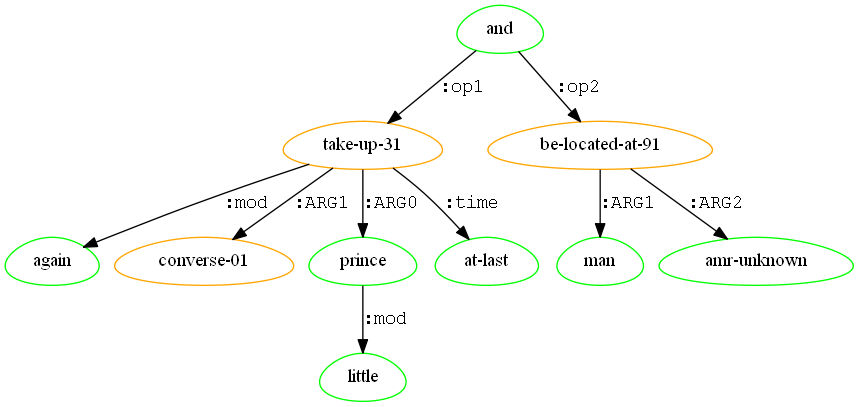 and
:op1 :op2
take-up-31 be-located-at-91
:mod :ARG1 :ARG0 :time :ARG1 :ARG2
again converse-01 prince at-last man amr-unknown
:mod
little